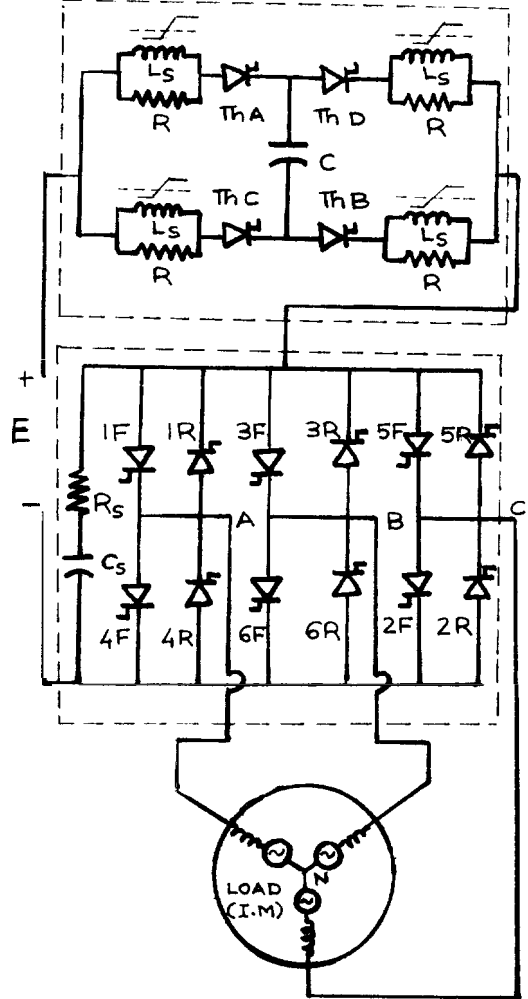 Ls Ls
R ThA Th D R
C
ThC ThB
Ls Ls
R R
+
E
−
1F 1R 3F 3R 5F 5R
Rs A B C
Cs
4F 4R 6F 6R 2F 2R
LOAD N
(I.M)